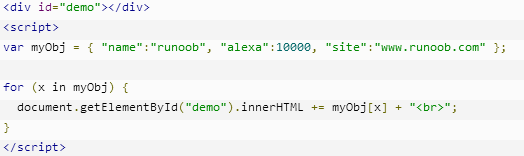 <div id="demo"></div>
<script>
var myObj = { "name":"runoob", "alexa":10000, "site":"www.runoob.com" };
for (x in myObj) {
document.getElementById("demo").innerHTML += myObj[x] + "<br>";
}
</script>